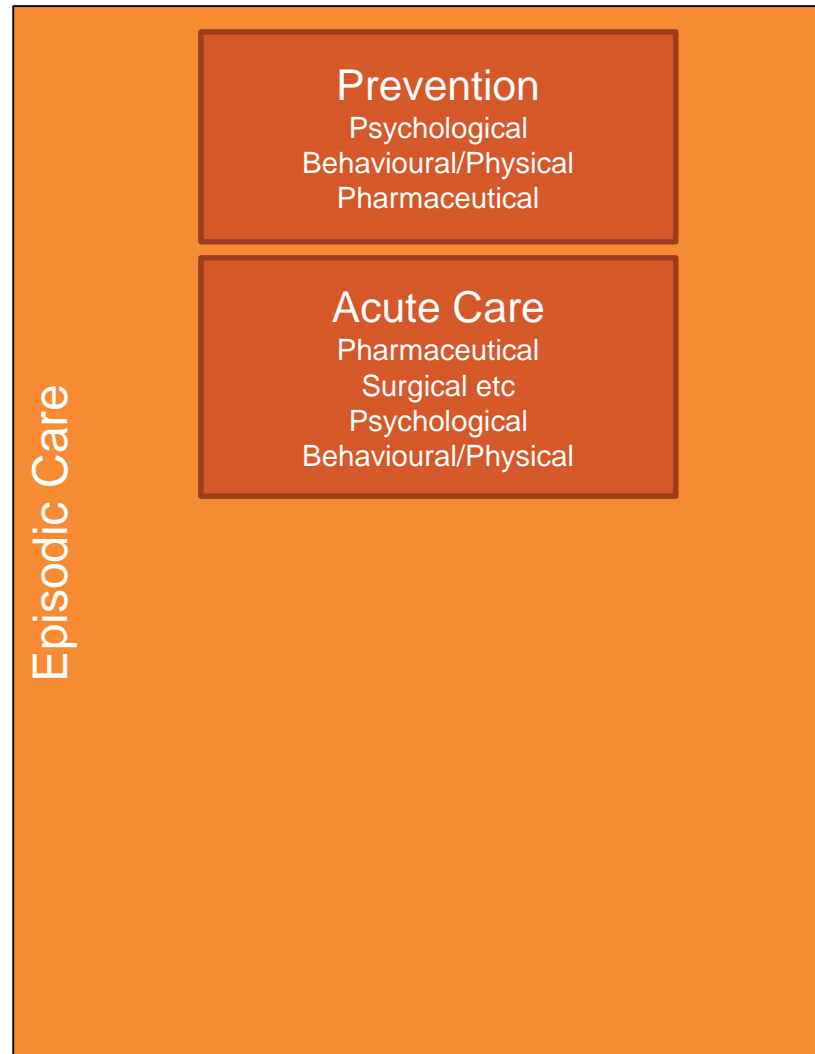 Prevention
Psychological
Behavioural/Physical
Pharmaceutical
Acute Care
Pharmaceutical
Surgical etc
Psychological
Behavioural/Physical
Episodic Care